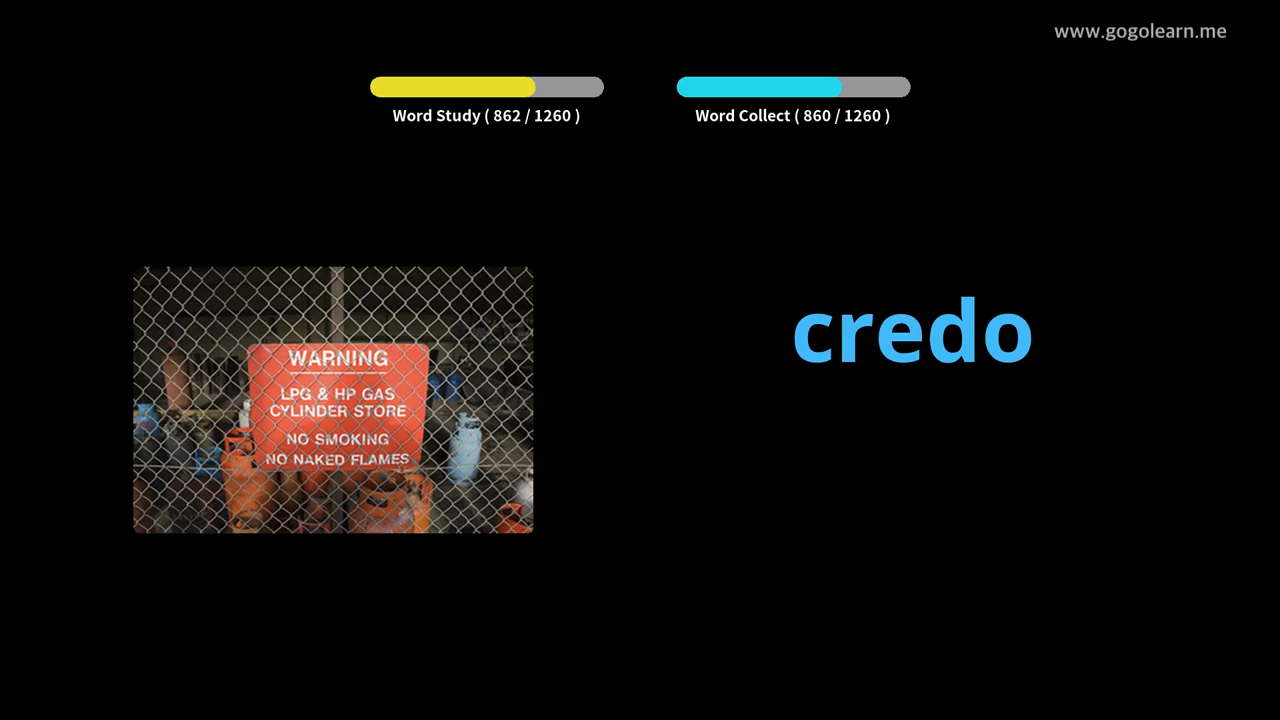 www.gogolearn.me
Word Study ( 862 / 1260 )
Word Collect ( 860 / 1260 )
credo
WARNING
LPG & HP GAS
CYLINDER STORE
NO SMOKING
NO NAKED FLAMES